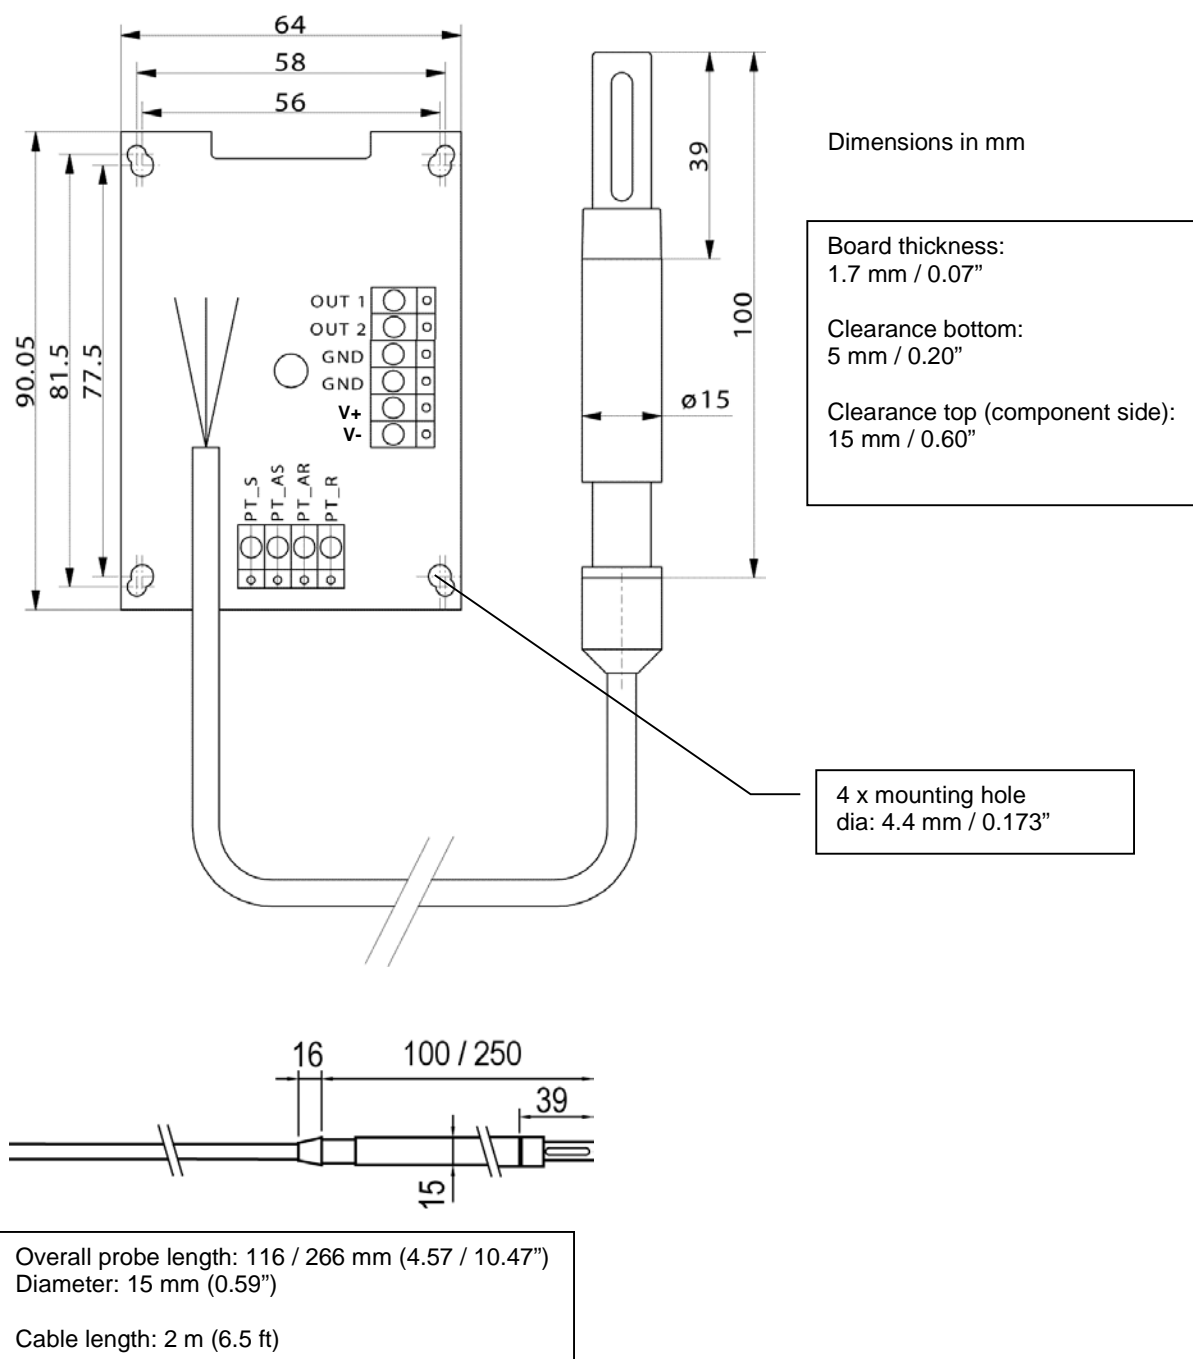 64
58
56
90.05
81.5
77.5
OUT 1
OUT 2
GND
GND
V+
V-
PT_S
PT_AS
PT_AR
PT_R
39
100
ø15
Dimensions in mm
Board thickness:
1.7 mm / 0.07”
Clearance bottom:
5 mm / 0.20”
Clearance top (component side):
15 mm / 0.60”
4 x mounting hole
dia: 4.4 mm / 0.173”
16
100 / 250
39
15
Overall probe length: 116 / 266 mm (4.57 / 10.47”)
Diameter: 15 mm (0.59”)
Cable length: 2 m (6.5 ft)